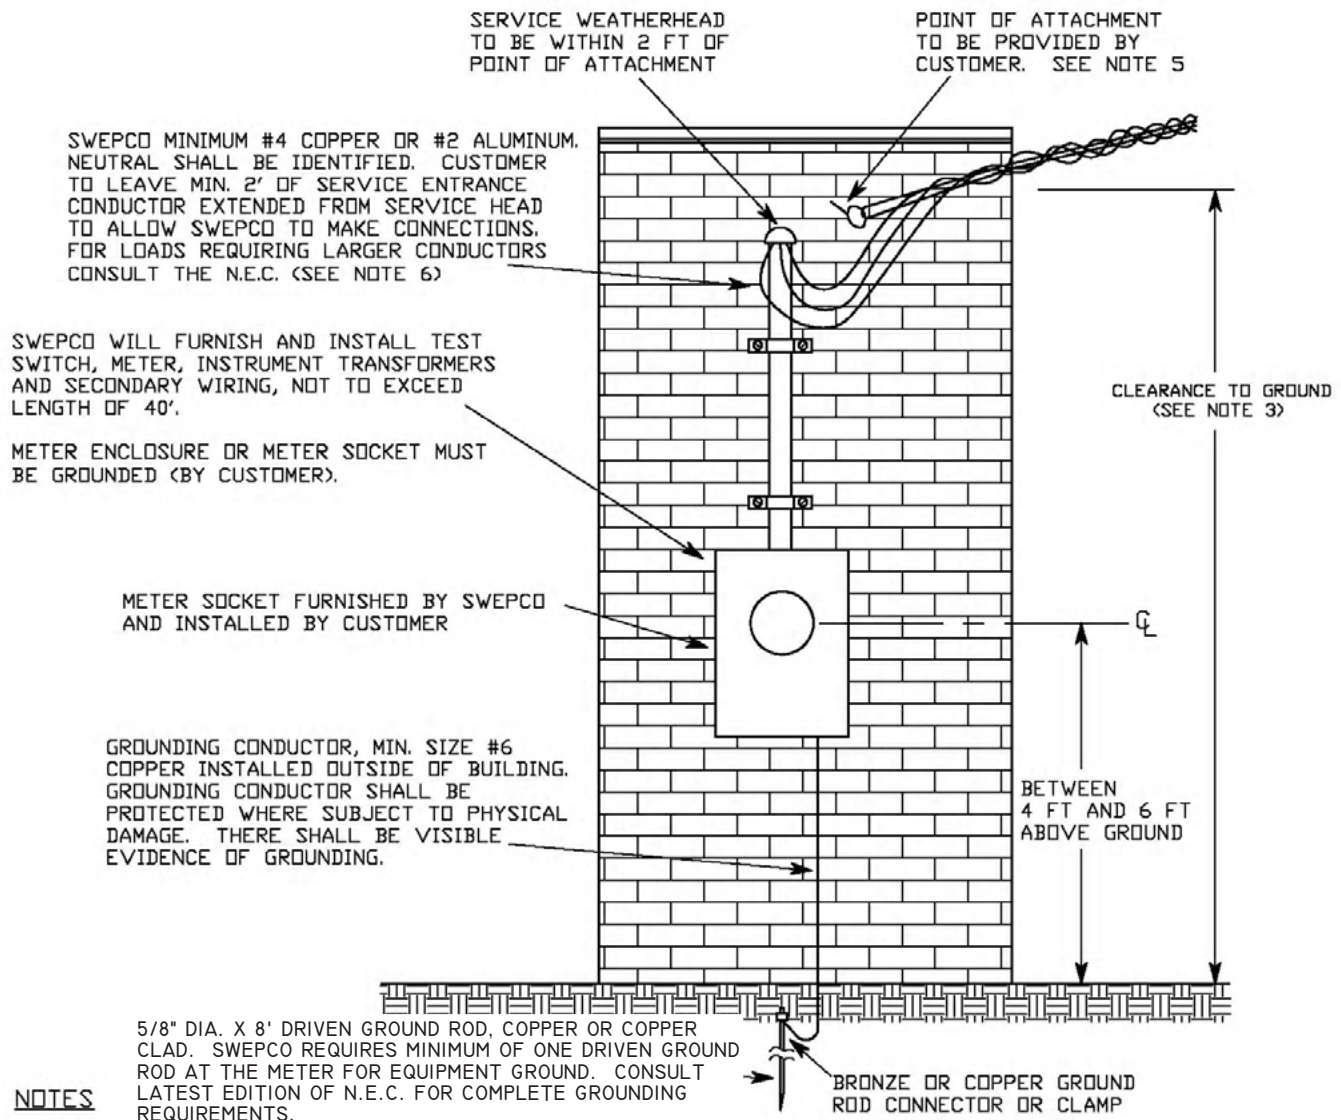 SERVICE WEATHERHEAD
TO BE WITHIN 2 FT OF
POINT OF ATTACHMENT
POINT OF ATTACHMENT
TO BE PROVIDED BY
CUSTOMER. SEE NOTE 5
SWEPCO MINIMUM #4 COPPER OR #2 ALUMINUM.
NEUTRAL SHALL BE IDENTIFIED. CUSTOMER
TO LEAVE MIN. 2' OF SERVICE ENTRANCE
CONDUCTOR EXTENDED FROM SERVICE HEAD
TO ALLOW SWEPCO TO MAKE CONNECTIONS.
FOR LOADS REQUIRING LARGER CONDUCTORS
CONSULT THE N.E.C. (SEE NOTE 6)
SWEPCO WILL FURNISH AND INSTALL TEST
SWITCH, METER, INSTRUMENT TRANSFORMERS
AND SECONDARY WIRING, NOT TO EXCEED
LENGTH OF 40'.
CLEARANCE TO GROUND
(SEE NOTE 3)
METER ENCLOSURE OR METER SOCKET MUST
BE GROUNDED (BY CUSTOMER).
METER SOCKET FURNISHED BY SWEPCO
AND INSTALLED BY CUSTOMER
CL
GROUNDING CONDUCTOR, MIN. SIZE #6
COPPER INSTALLED OUTSIDE OF BUILDING.
GROUNDING CONDUCTOR SHALL BE
PROTECTED WHERE SUBJECT TO PHYSICAL
DAMAGE. THERE SHALL BE VISIBLE
EVIDENCE OF GROUNDING.
BETWEEN
4 FT AND 6 FT
ABOVE GROUND
5/8" DIA. X 8' DRIVEN GROUND ROD, COPPER OR COPPER
CLAD. SWEPCO REQUIRES MINIMUM OF ONE DRIVEN GROUND
ROD AT THE METER FOR EQUIPMENT GROUND. CONSULT
LATEST EDITION OF N.E.C. FOR COMPLETE GROUNDING
REQUIREMENTS.
BRONZE OR COPPER GROUND
ROD CONNECTOR OR CLAMP
NOTES